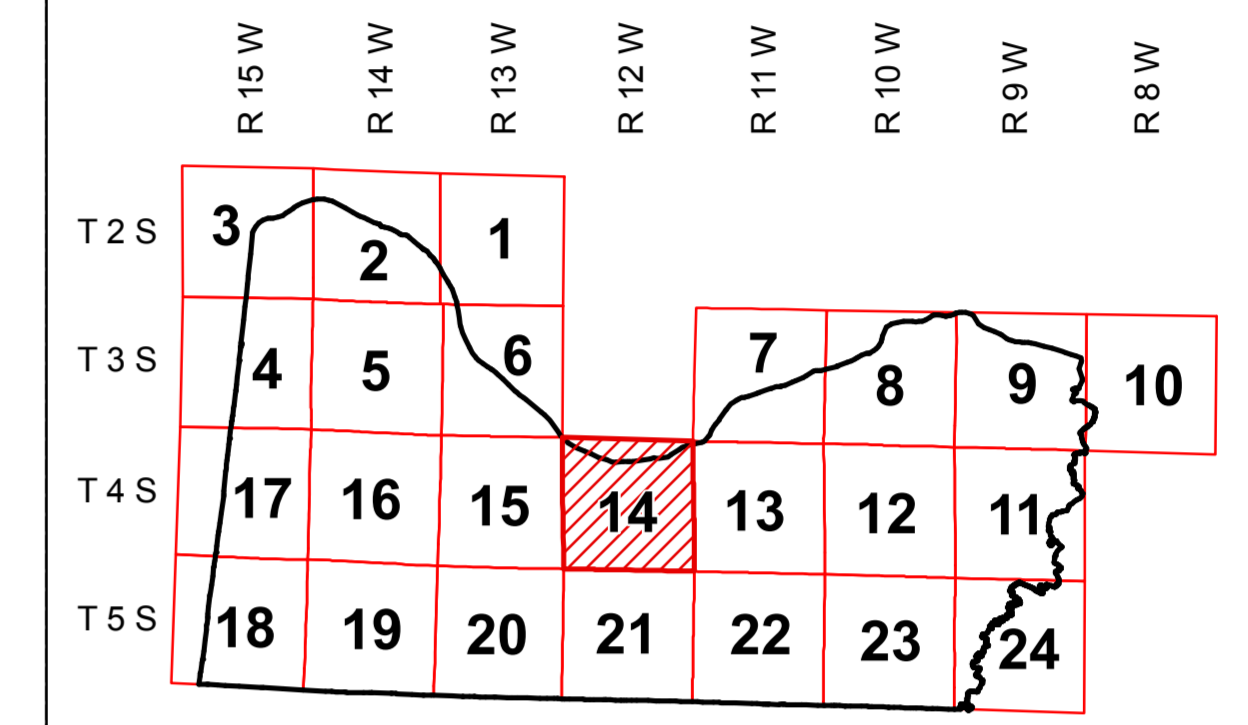 R 15 W R 14 W R 13 W R 12 W R 11 W R 10 W R 9 W R 8 W
T 2 S 3 2 1
T 3 S 4 5 6 7 8 9 10
T 4 S 17 16 15 14 13 12 11
T 5 S 18 19 20 21 22 23 24